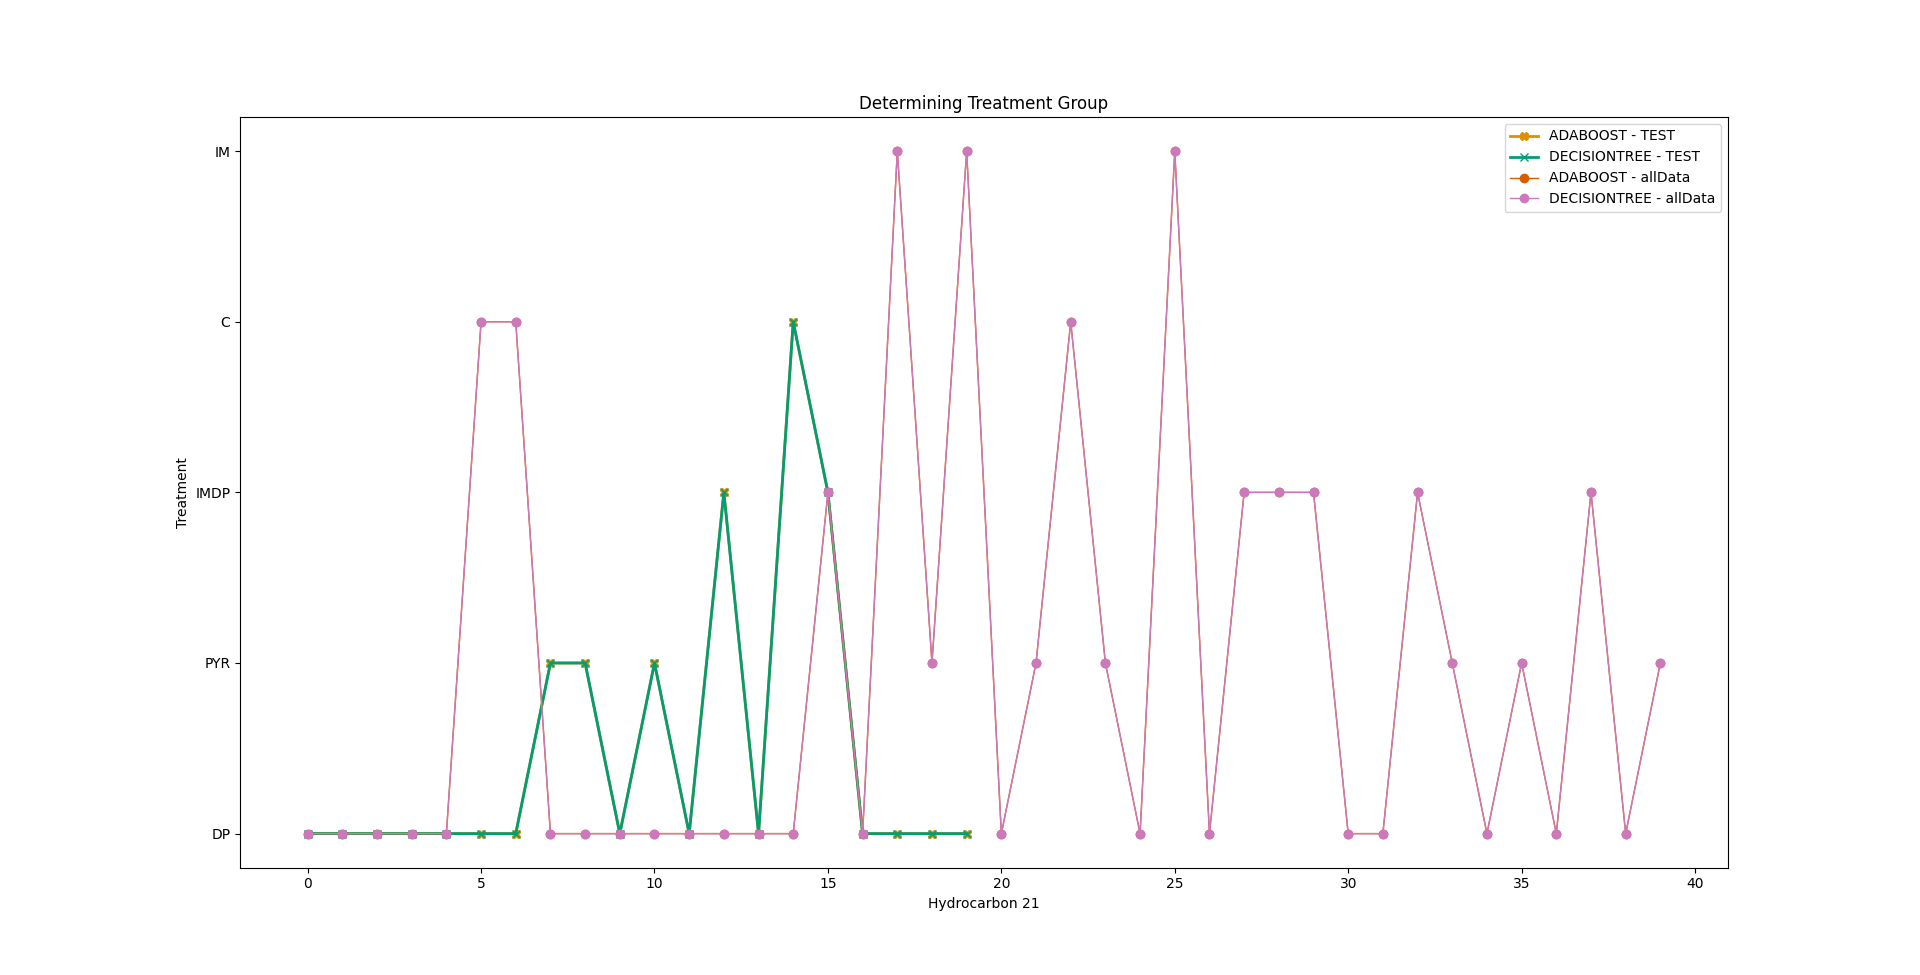 Determining Treatment Group
ADABOOST - TEST
DECISIONTREE - TEST
ADABOOST - allData
DECISIONTREE - allData
IM
C
IMDP
PYR
DP
Treatment
0 5 10 15 20 25 30 35 40
Hydrocarbon 21